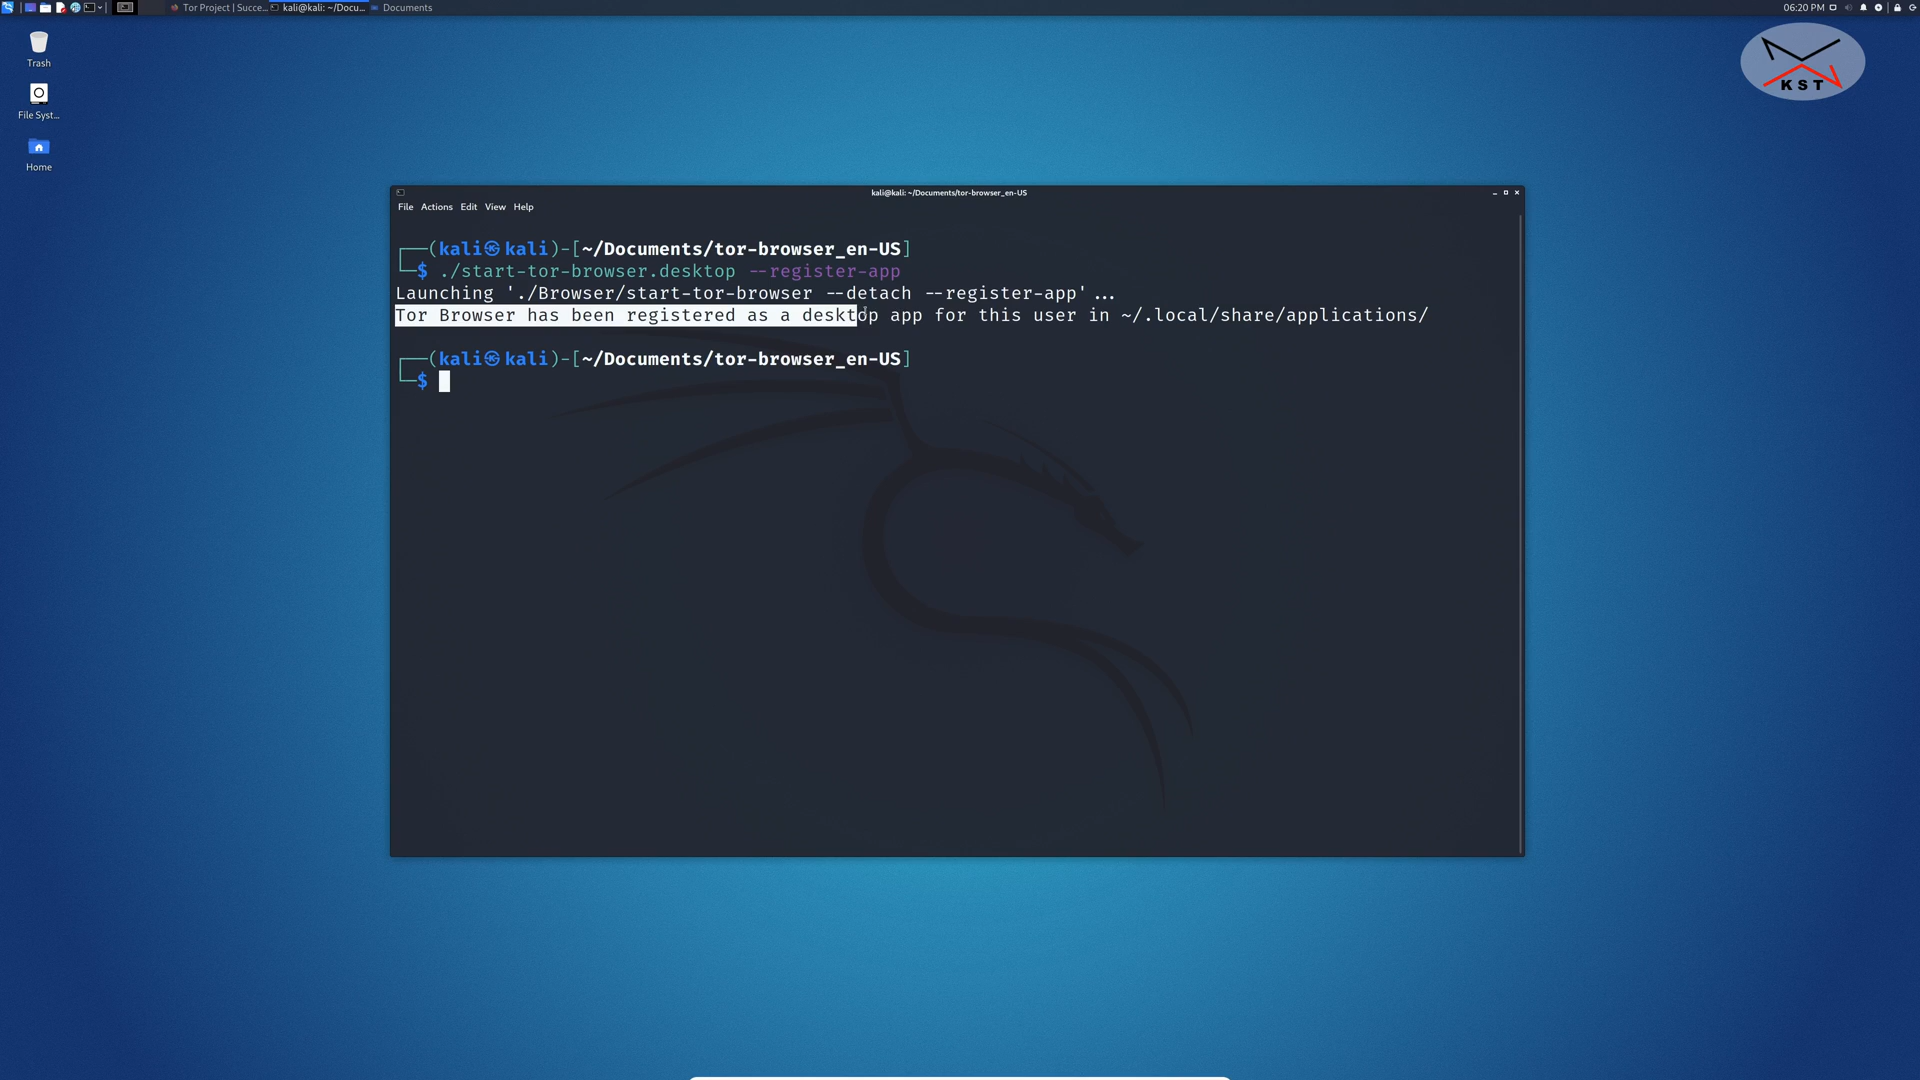 Tor Project | Succe...
kali@kali: ~/Docu...
Documents
06:20 PM
Trash
File Syst...
Home
KST
kali@kali: ~/Documents/tor-browser_en-US
File Actions Edit View Help
┌──(kali㉿kali)-[~/Documents/tor-browser_en-US]
└─$ ./start-tor-browser.desktop --register-app
Launching './Browser/start-tor-browser --detach --register-app'...
Tor Browser has been registered as a desktop app for this user in ~/.local/share/applications/
┌──(kali㉿kali)-[~/Documents/tor-browser_en-US]
└─$